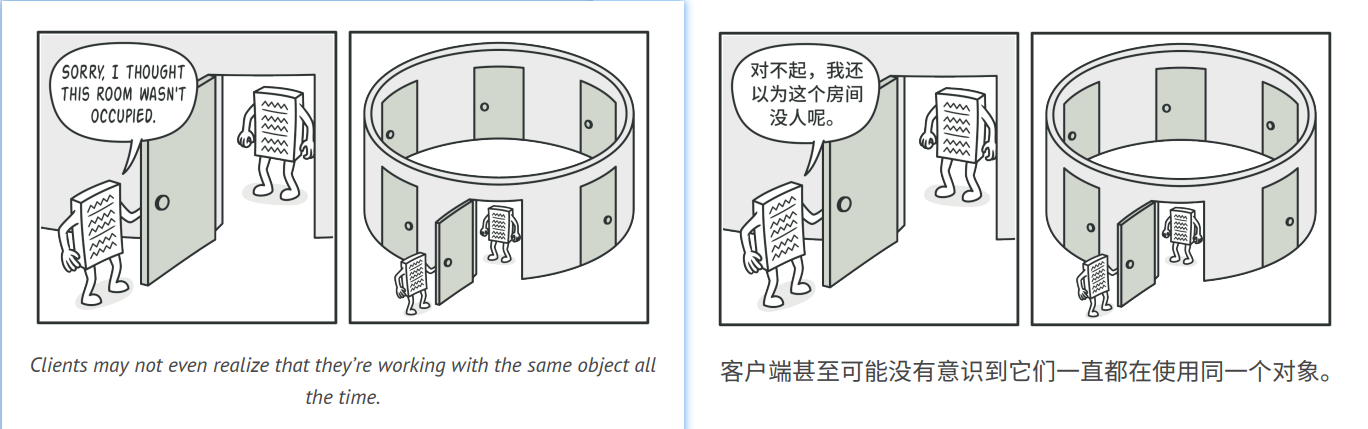 SORRY, I THOUGHT
THIS ROOM WASN'T
OCCUPIED.
Clients may not even realize that they're working with the same object all
the time.
对不起，我还
以为这个房间
没人呢。
客户端甚至可能没有意识到它们一直都在使用同一个对象。